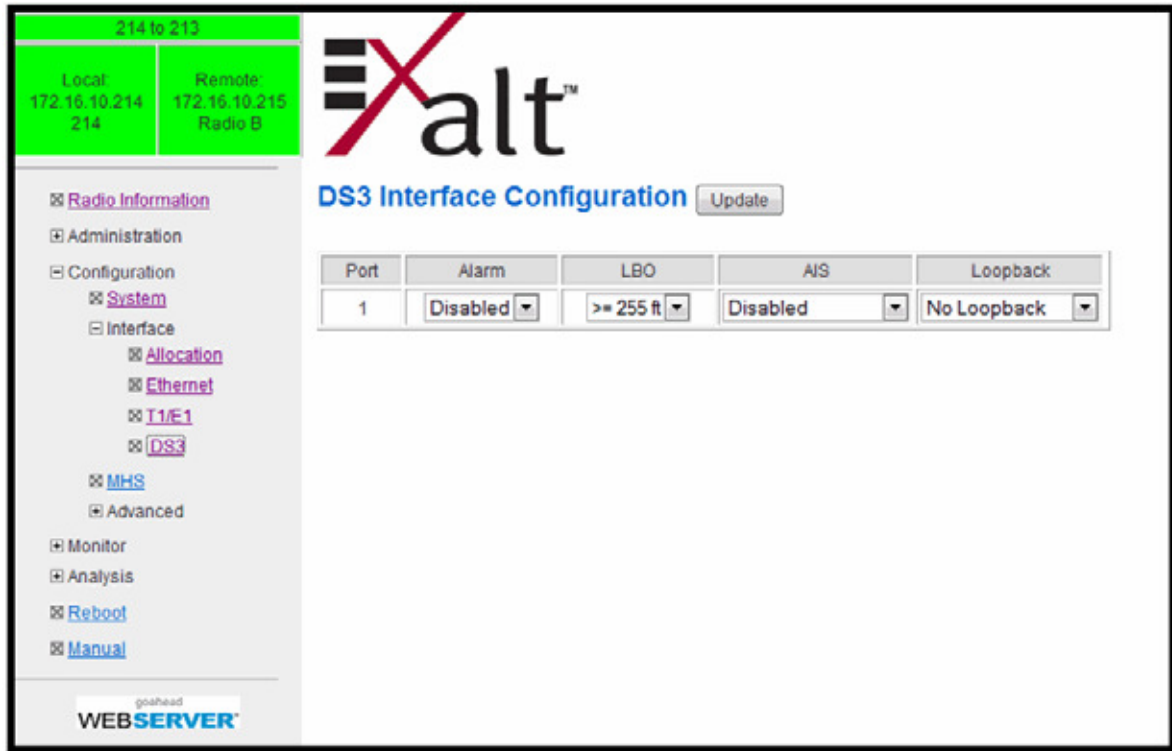 214 to 213
Local:
172.16.10.214
214
Remote:
172.16.10.215
Radio B
Radio Information
Administration
Configuration
System
Interface
Allocation
Ethernet
T1/E1
DS3
MHS
Advanced
Monitor
Analysis
Reboot
Manual
goahead
WEBSERVER
Exalt™
DS3 Interface Configuration Update
Port Alarm LBO AIS Loopback
1 Disabled >= 255 ft Disabled No Loopback